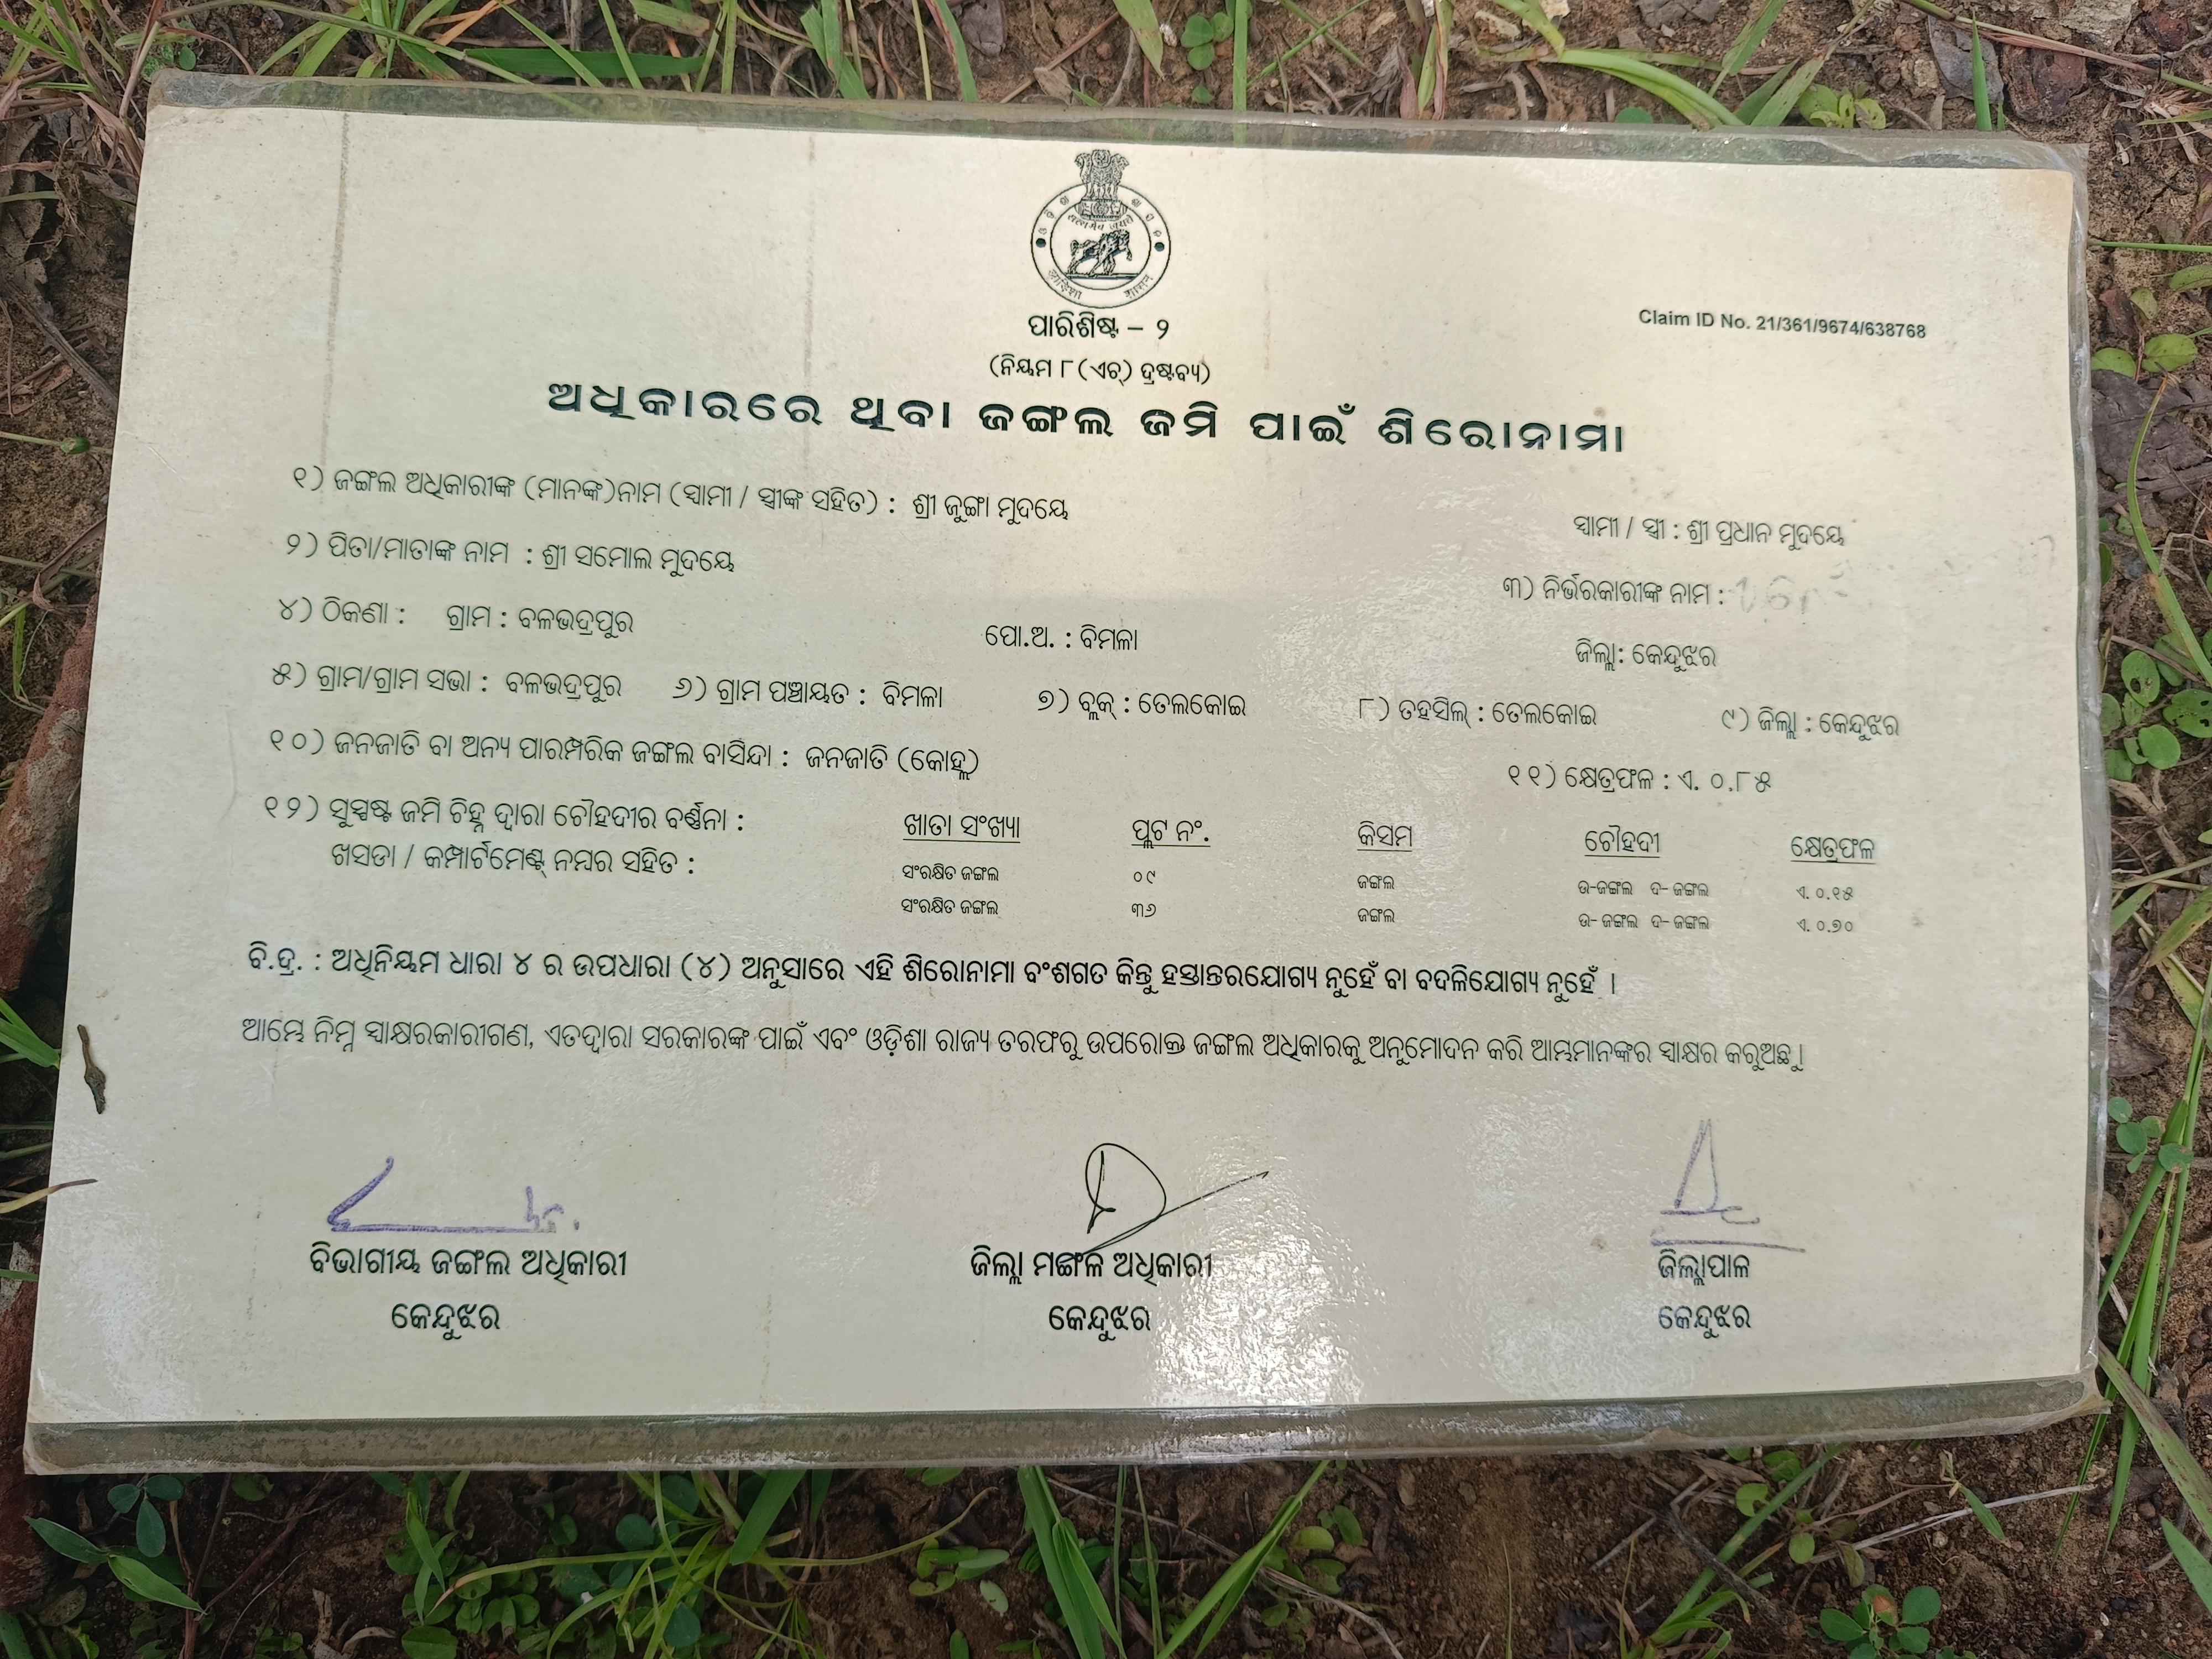 ସତ୍ୟମେଵ ଜୟତେ
ପାରିଶିଷ୍ଟ – ୨
Claim ID No. 21/361/9674/638768
(ନିୟମ ୮ (ଏଚ୍) ଦ୍ରଷ୍ଟବ୍ୟ)
ଅଧିକାରରେ ଥିବା ଜଙ୍ଗଲ ଜମି ପାଇଁ ଶିରୋନାମା
୧) ଜଙ୍ଗଲ ଅଧିକାରୀଙ୍କ (ମାନଙ୍କ)ନାମ (ସ୍ୱାମୀ / ସ୍ତ୍ରୀଙ୍କ ସହିତ) : ଶ୍ରୀ ଜୁଙ୍ଗା ମୁଦୟେ ସ୍ୱାମୀ / ସ୍ତ୍ରୀ : ଶ୍ରୀ ପ୍ରଧାନ ମୁଦୟେ
୨) ପିତା/ମାତାଙ୍କ ନାମ : ଶ୍ରୀ ସମୋଲ ମୁଦୟେ ୩) ନିର୍ଭରକାରୀଙ୍କ ନାମ :
୪) ଠିକଣା : ଗ୍ରାମ : ବଳଭଦ୍ରପୁର ପୋ.ଅ. : ବିମଳା ଜିଲ୍ଲା: କେନ୍ଦୁଝର
୫) ଗ୍ରାମ/ଗ୍ରାମ ସଭା : ବଳଭଦ୍ରପୁର ୬) ଗ୍ରାମ ପଞ୍ଚାୟତ : ବିମଳା ୭) ବ୍ଲକ୍ : ତେଲକୋଇ ୮) ତହସିଲ୍ : ତେଲକୋଇ ୯) ଜିଲ୍ଲା : କେନ୍ଦୁଝର
୧୦) ଜନଜାତି ବା ଅନ୍ୟ ପାରମ୍ପରିକ ଜଙ୍ଗଲ ବାସିନ୍ଦା : ଜନଜାତି (କୋହ୍ଲ) ୧୧) କ୍ଷେତ୍ରଫଳ : ଏ. ୦.୮୫
୧୨) ସୁସ୍ପଷ୍ଟ ଜମି ଚିହ୍ନ ଦ୍ୱାରା ଚୌହଦୀର ବର୍ଣ୍ଣନା : ଖାତା ସଂଖ୍ୟା ପ୍ଲଟ ନଂ. କିସମ ଚୌହଦୀ କ୍ଷେତ୍ରଫଳ
ଖସଡା / କମ୍ପାର୍ଟମେଣ୍ଟ୍ ନମ୍ବର ସହିତ : ସଂରକ୍ଷିତ ଜଙ୍ଗଲ ୦୯ ଜଙ୍ଗଲ ଉ-ଜଙ୍ଗଲ ଦ- ଜଙ୍ଗଲ ଏ. ୦.୧୫
ସଂରକ୍ଷିତ ଜଙ୍ଗଲ ୩୬ ଜଙ୍ଗଲ ଉ- ଜଙ୍ଗଲ ଦ- ଜଙ୍ଗଲ ଏ. ୦.୭୦
ବି.ଦ୍ର. : ଅଧିନିୟମ ଧାରା ୪ ର ଉପଧାରା (୪) ଅନୁସାରେ ଏହି ଶିରୋନାମା ବଂଶଗତ କିନ୍ତୁ ହସ୍ତାନ୍ତରଯୋଗ୍ୟ ନୁହେଁ ବା ବଦଳିଯୋଗ୍ୟ ନୁହେଁ ।
ଆମ୍ଭେ ନିମ୍ନ ସ୍ୱାକ୍ଷରକାରୀଗଣ, ଏତଦ୍ୱାରା ସରକାରଙ୍କ ପାଇଁ ଏବଂ ଓଡ଼ିଶା ରାଜ୍ୟ ତରଫରୁ ଉପରୋକ୍ତ ଜଙ୍ଗଲ ଅଧିକାରକୁ ଅନୁମୋଦନ କରି ଆମ୍ଭମାନଙ୍କର ସ୍ୱାକ୍ଷର କରୁଅଛୁ।
ବିଭାଗୀୟ ଜଙ୍ଗଲ ଅଧିକାରୀ ଜିଲ୍ଲା ମଙ୍ଗଳ ଅଧିକାରୀ ଜିଲ୍ଲାପାଳ
କେନ୍ଦୁଝର କେନ୍ଦୁଝର କେନ୍ଦୁଝର